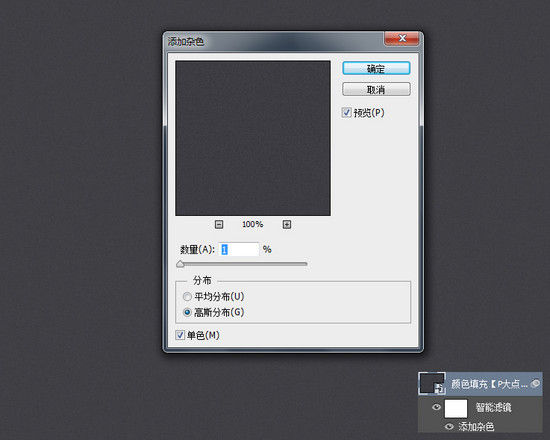 添加杂色
确定
取消
预览(P)
100%
数量(A): 1 %
分布
平均分布(U)
高斯分布(G)
单色(M)
颜色填充【P大点...
智能滤镜
添加杂色